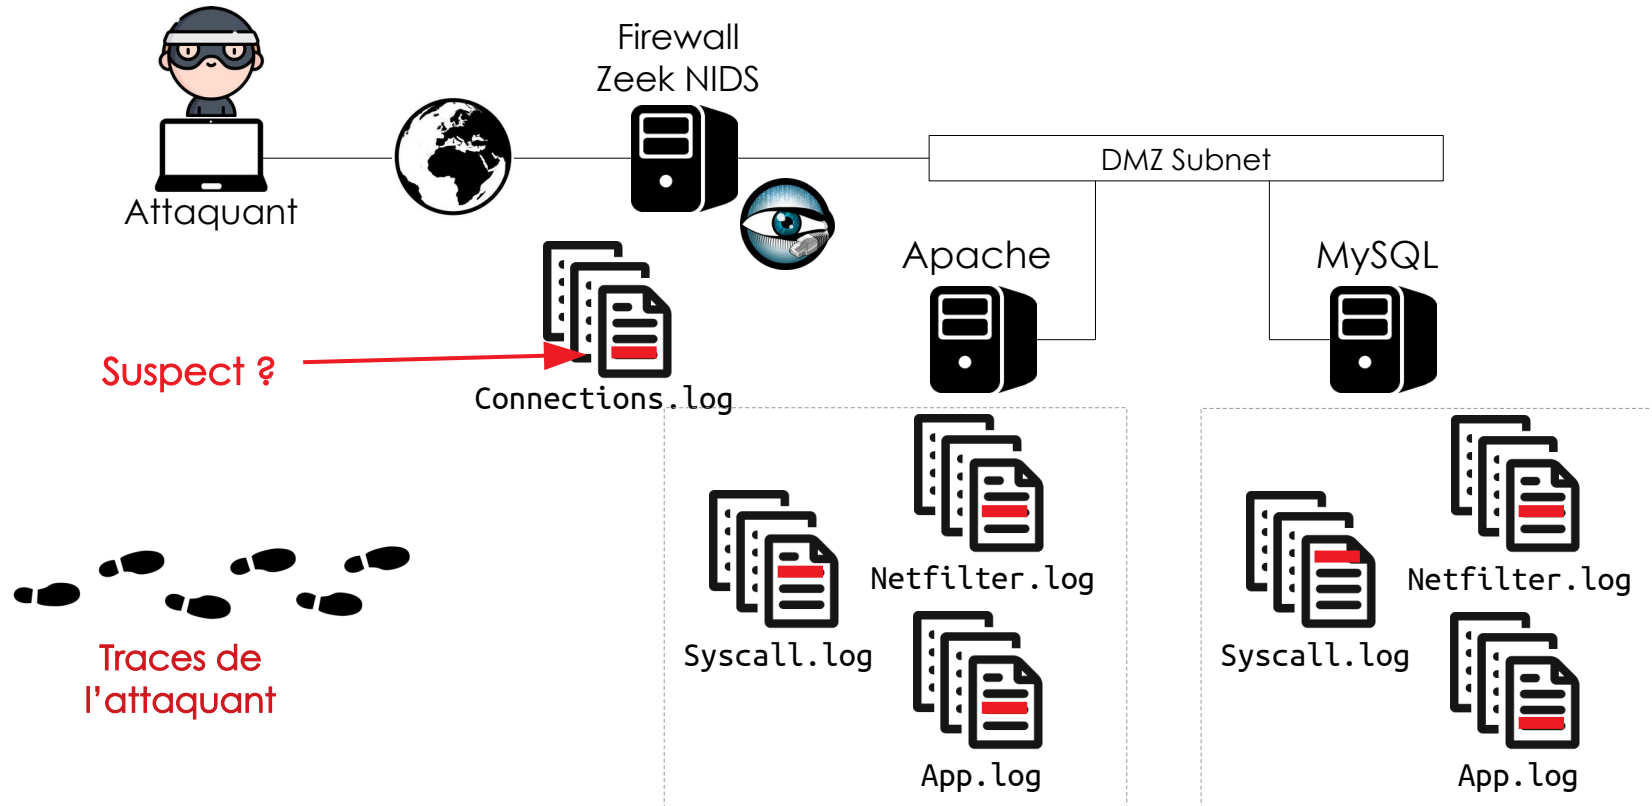 Firewall
Zeek NIDS
DMZ Subnet
Attaquant
Apache
MySQL
Suspect ?
Connections.log
Netfilter.log
Netfilter.log
Syscall.log
Syscall.log
Traces de
l'attaquant
App.log
App.log